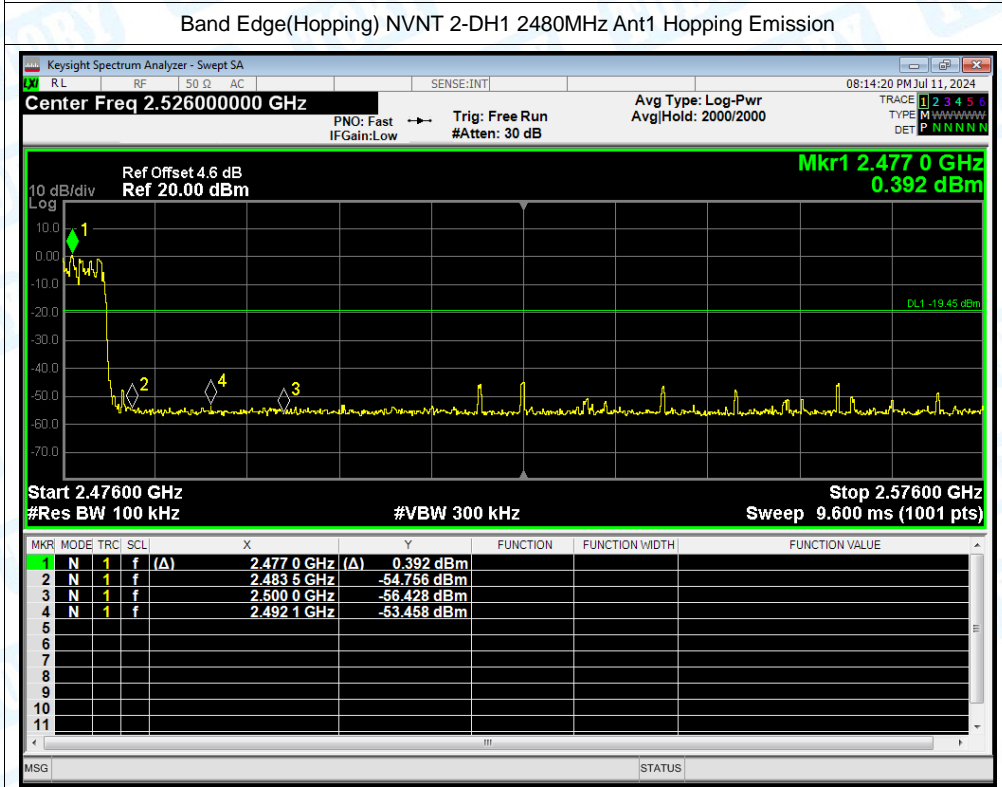 Band Edge(Hopping) NVNT 2-DH1 2480MHz Ant1 Hopping Emission
Keysight Spectrum Analyzer - Swept SA
LXI RL RF 50 Ω AC SENSE:INT 08:14:20 PM Jul 11, 2024
Center Freq 2.526000000 GHz
PNO: Fast
IFGain:Low
Trig: Free Run
#Atten: 30 dB
Avg Type: Log-Pwr
Avg|Hold: 2000/2000
TRACE 1 2 3 4 5 6
TYPE M WWWWW
DET P N N N N N
Mkr1 2.477 0 GHz
0.392 dBm
Ref Offset 4.6 dB
10 dB/div Ref 20.00 dBm
Log
10.0
0.00
-10.0
-20.0
-30.0
-40.0
-50.0
-60.0
-70.0
1
2
4
3
DL1 -19.45 dBm
Start 2.47600 GHz Stop 2.57600 GHz
#Res BW 100 kHz #VBW 300 kHz Sweep 9.600 ms (1001 pts)
MKR MODE TRC SCL X Y FUNCTION FUNCTION WIDTH FUNCTION VALUE
1 N 1 f (Δ) 2.477 0 GHz (Δ) 0.392 dBm
2 N 1 f 2.483 5 GHz -54.756 dBm
3 N 1 f 2.500 0 GHz -56.428 dBm
4 N 1 f 2.492 1 GHz -53.458 dBm
5
6
7
8
9
10
11
MSG STATUS